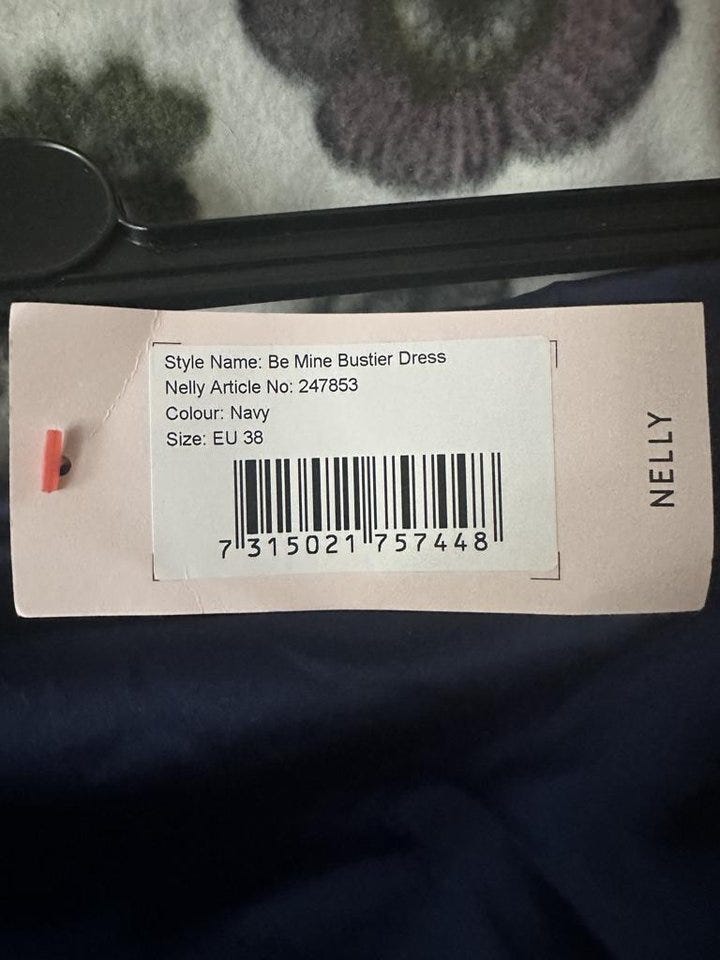 Style Name: Be Mine Bustier Dress
Nelly Article No: 247853
Colour: Navy
Size: EU 38
7 315021 757448
NELLY